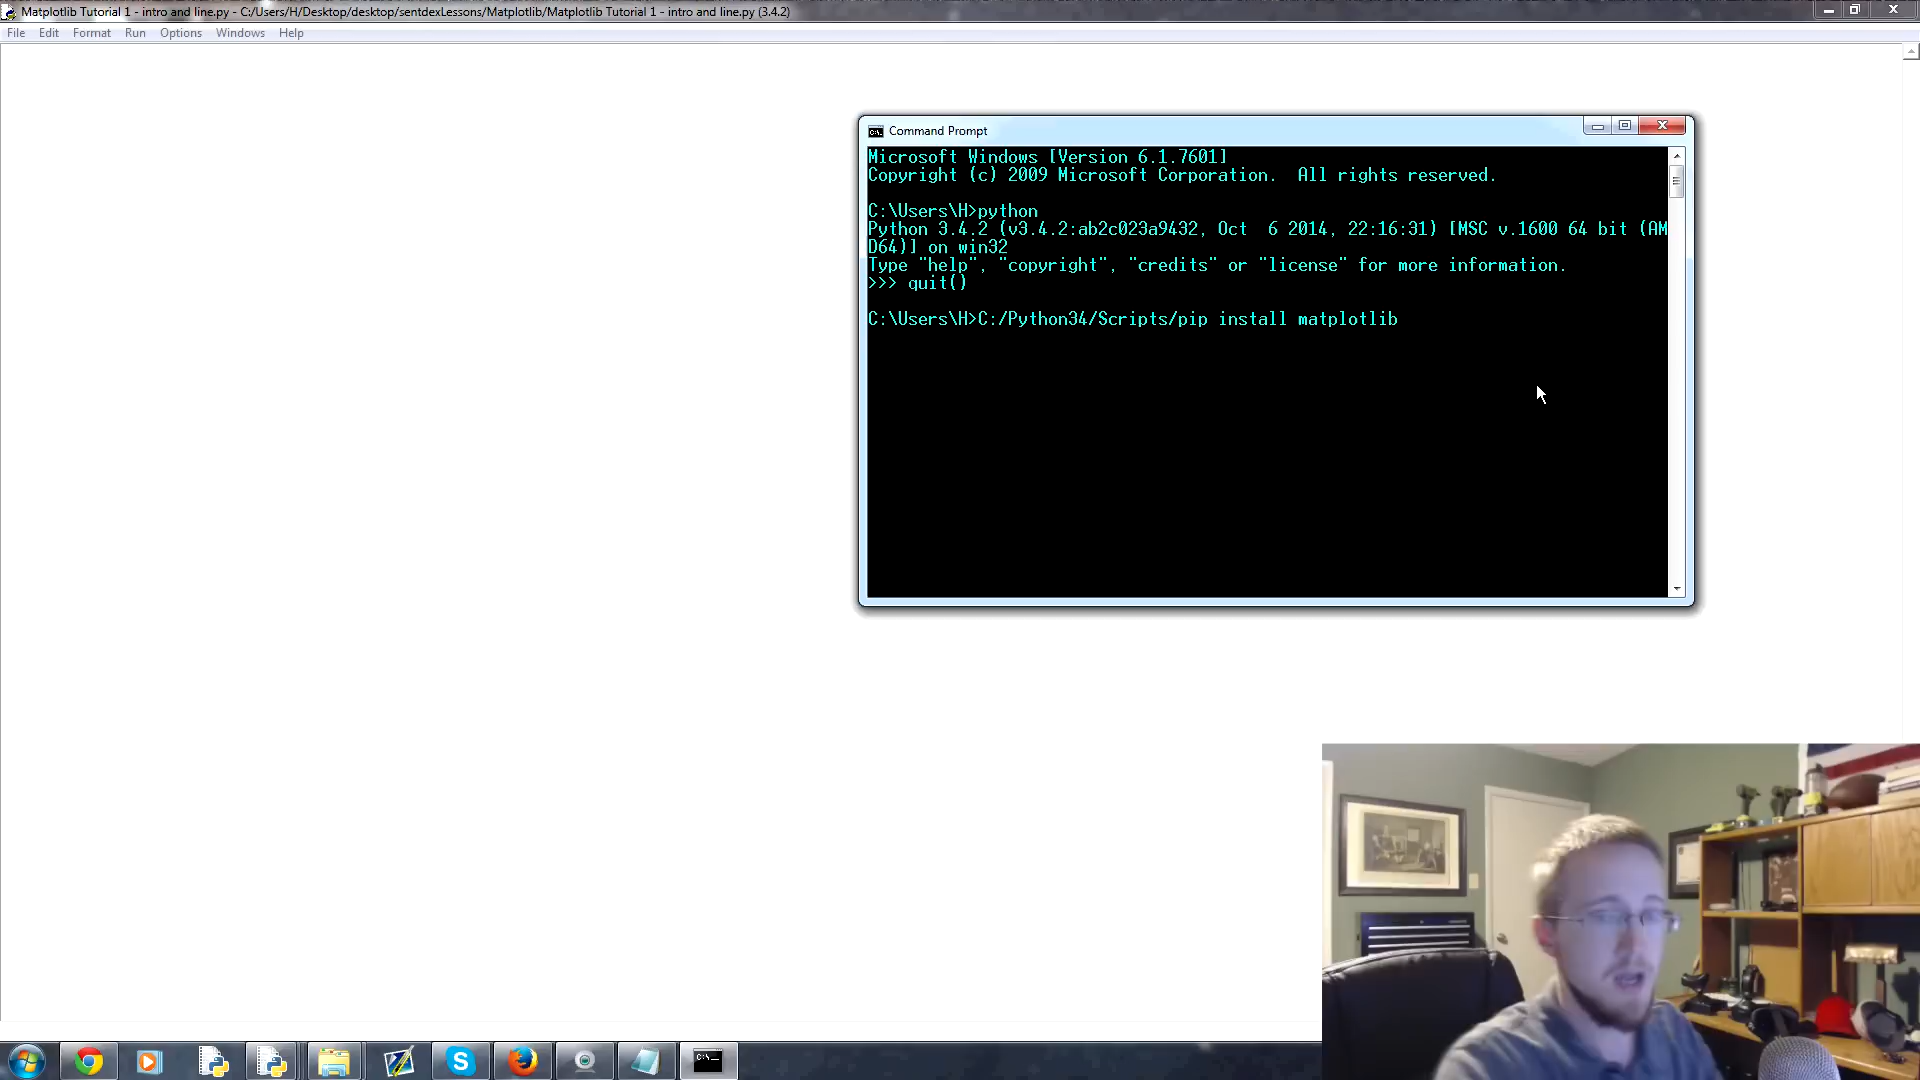 Matplotlib Tutorial 1 - intro and line.py - C:/Users/H/Desktop/desktop/sentdexLessons/Matplotlib/Matplotlib Tutorial 1 - intro and line.py (3.4.2)
File Edit Format Run Options Windows Help
Command Prompt
Microsoft Windows [Version 6.1.7601]
Copyright (c) 2009 Microsoft Corporation.  All rights reserved.
C:\Users\H>python
Python 3.4.2 (v3.4.2:ab2c023a9432, Oct  6 2014, 22:16:31) [MSC v.1600 64 bit (AM
D64)] on win32
Type "help", "copyright", "credits" or "license" for more information.
>>> quit()
C:\Users\H>C:/Python34/Scripts/pip install matplotlib